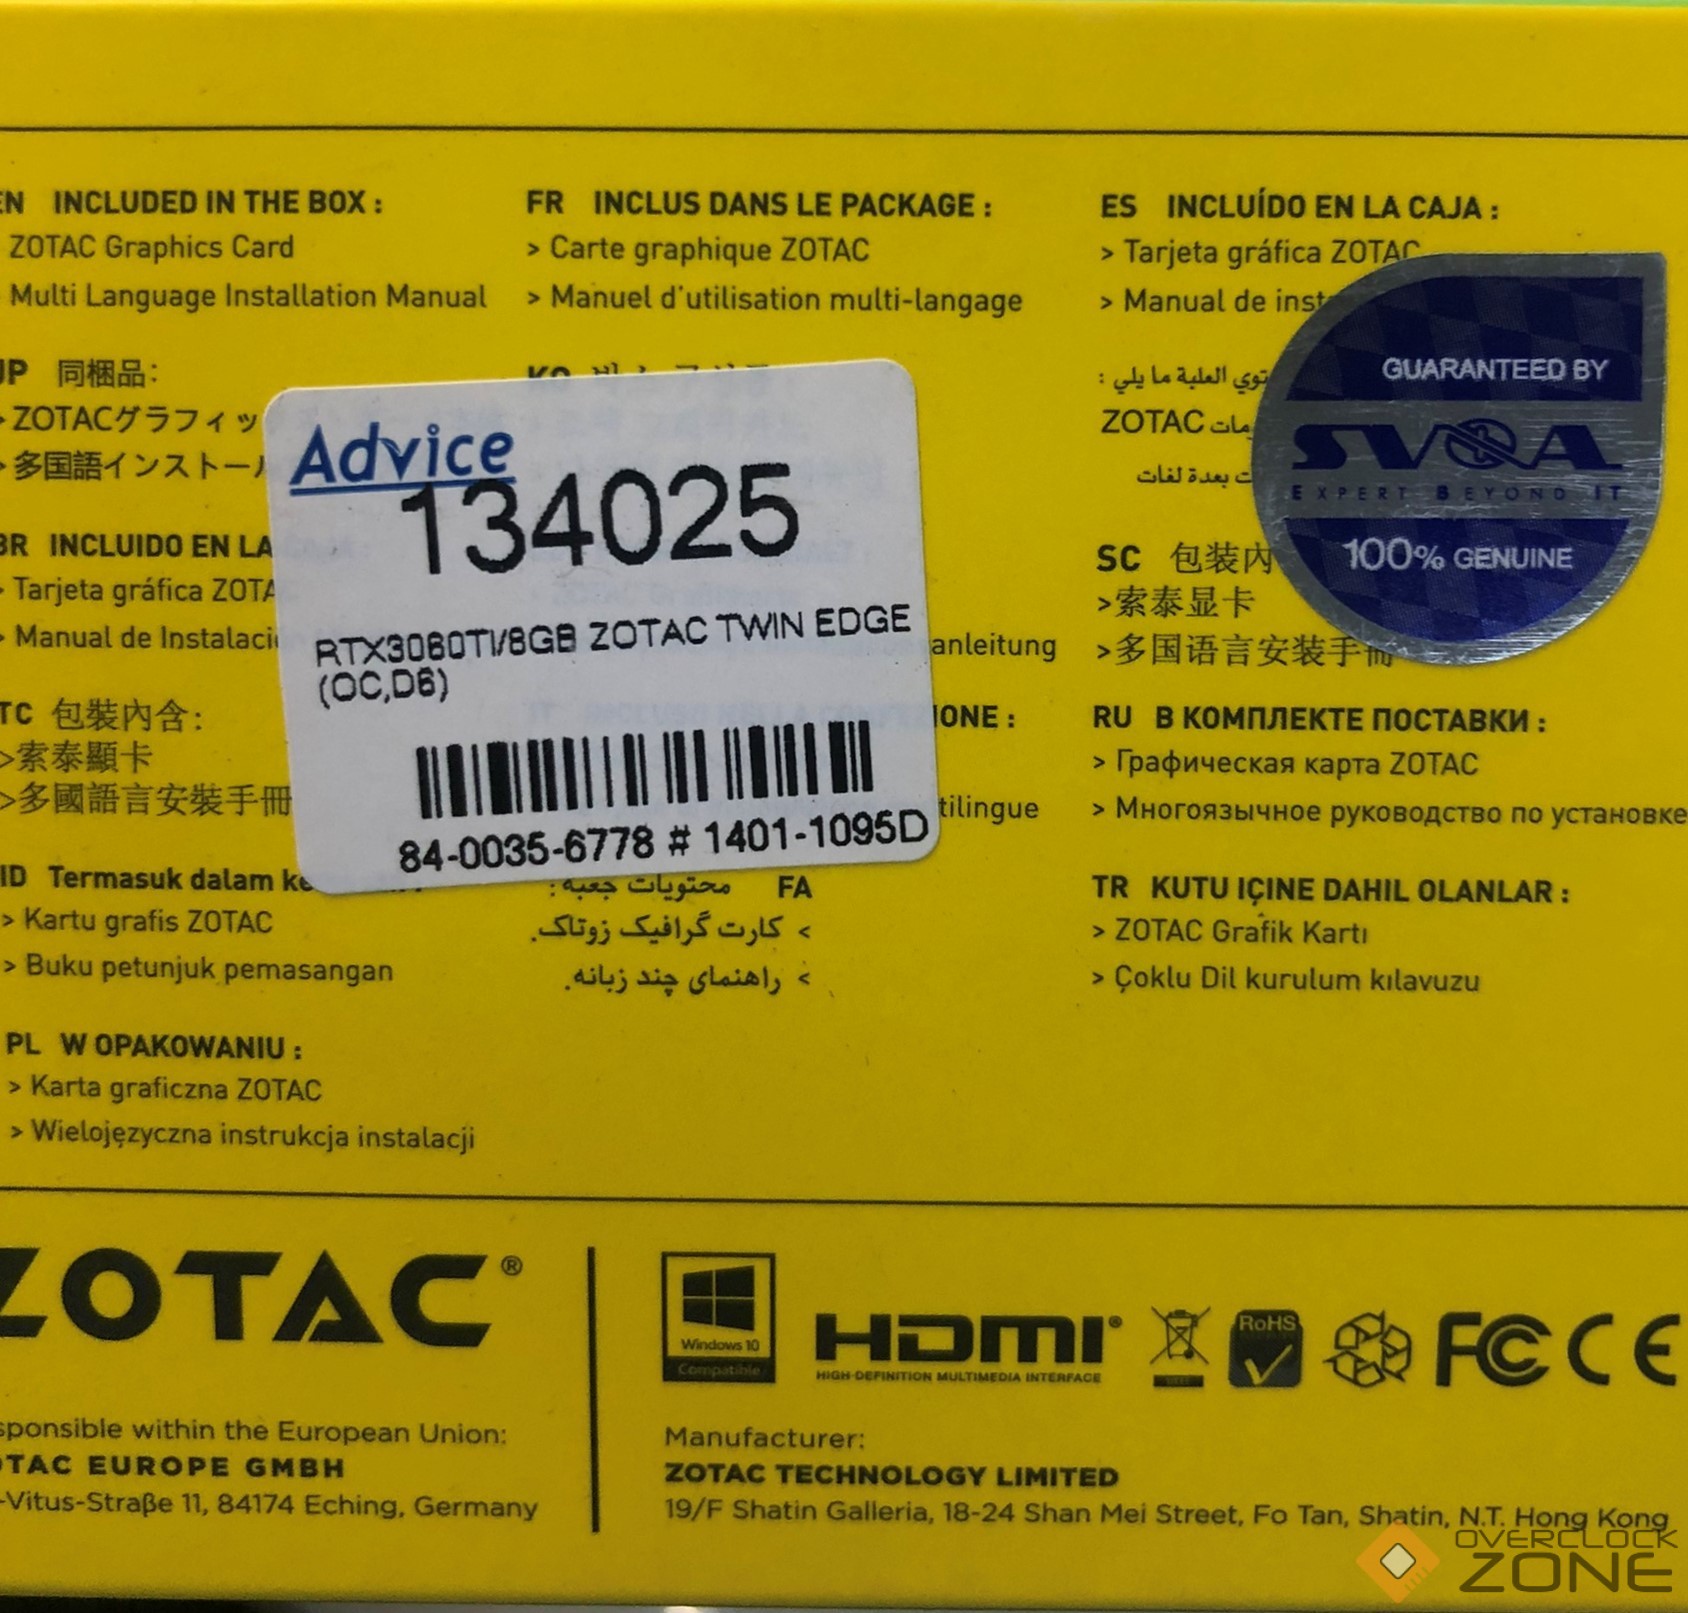 INCLUDED IN THE BOX :
ZOTAC Graphics Card
Multi Language Installation Manual
FR INCLUS DANS LE PACKAGE :
> Carte graphique ZOTAC
> Manuel d'utilisation multi-langage
ES INCLUÍDO EN LA CAJA :
> Tarjeta gráfica ZOTAC
> Manual de
JP 同梱品:
>ZOTACグラフィッ
>多国語インストール
العلبة ما يلي :
ZOTAC
بعدة لغات
BR INCLUIDO EN LA
> Tarjeta gráfica ZOTA
> Manual de Instalaci
anleitung
SC 包装内
>索泰显卡
>多国语言安装手册
TC 包裝內含:
>索泰顯卡
>多國語言安裝手冊
IONE :
tilingue
RU В КОМПЛЕКТЕ ПОСТАВКИ :
> Графическая карта ZOTAC
> Многоязычное руководство по установке
ID Termasuk dalam
> Kartu grafis ZOTAC
> Buku petunjuk pemasangan
FA محتویات جعبه:
> کارت گرافیک زوتاک.
> راهنمای چند زبانه.
TR KUTU IÇINE DAHIL OLANLAR :
> ZOTAC Grafik Kartı
> Çoklu Dil kurulum kılavuzu
PL W OPAKOWANIU :
> Karta graficzna ZOTAC
> Wielojęzyczna instrukcja instalacji
Advice
134025
RTX3060TI/8GB ZOTAC TWIN EDGE
(OC,D6)
84-0035-6778 # 1401-1095D
GUARANTEED BY
SVOA
EXPERT BEYOND IT
100% GENUINE
ZOTAC®
Windows 10
Compatible
HDMI®
HIGH-DEFINITION MULTIMEDIA INTERFACE
RoHS
FC CE
sponsible within the European Union:
OTAC EUROPE GMBH
-Vitus-Straße 11, 84174 Eching, Germany
Manufacturer:
ZOTAC TECHNOLOGY LIMITED
19/F Shatin Galleria, 18-24 Shan Mei Street, Fo Tan, Shatin, N.T. Hong Kong
OVERCLOCK
ZONE